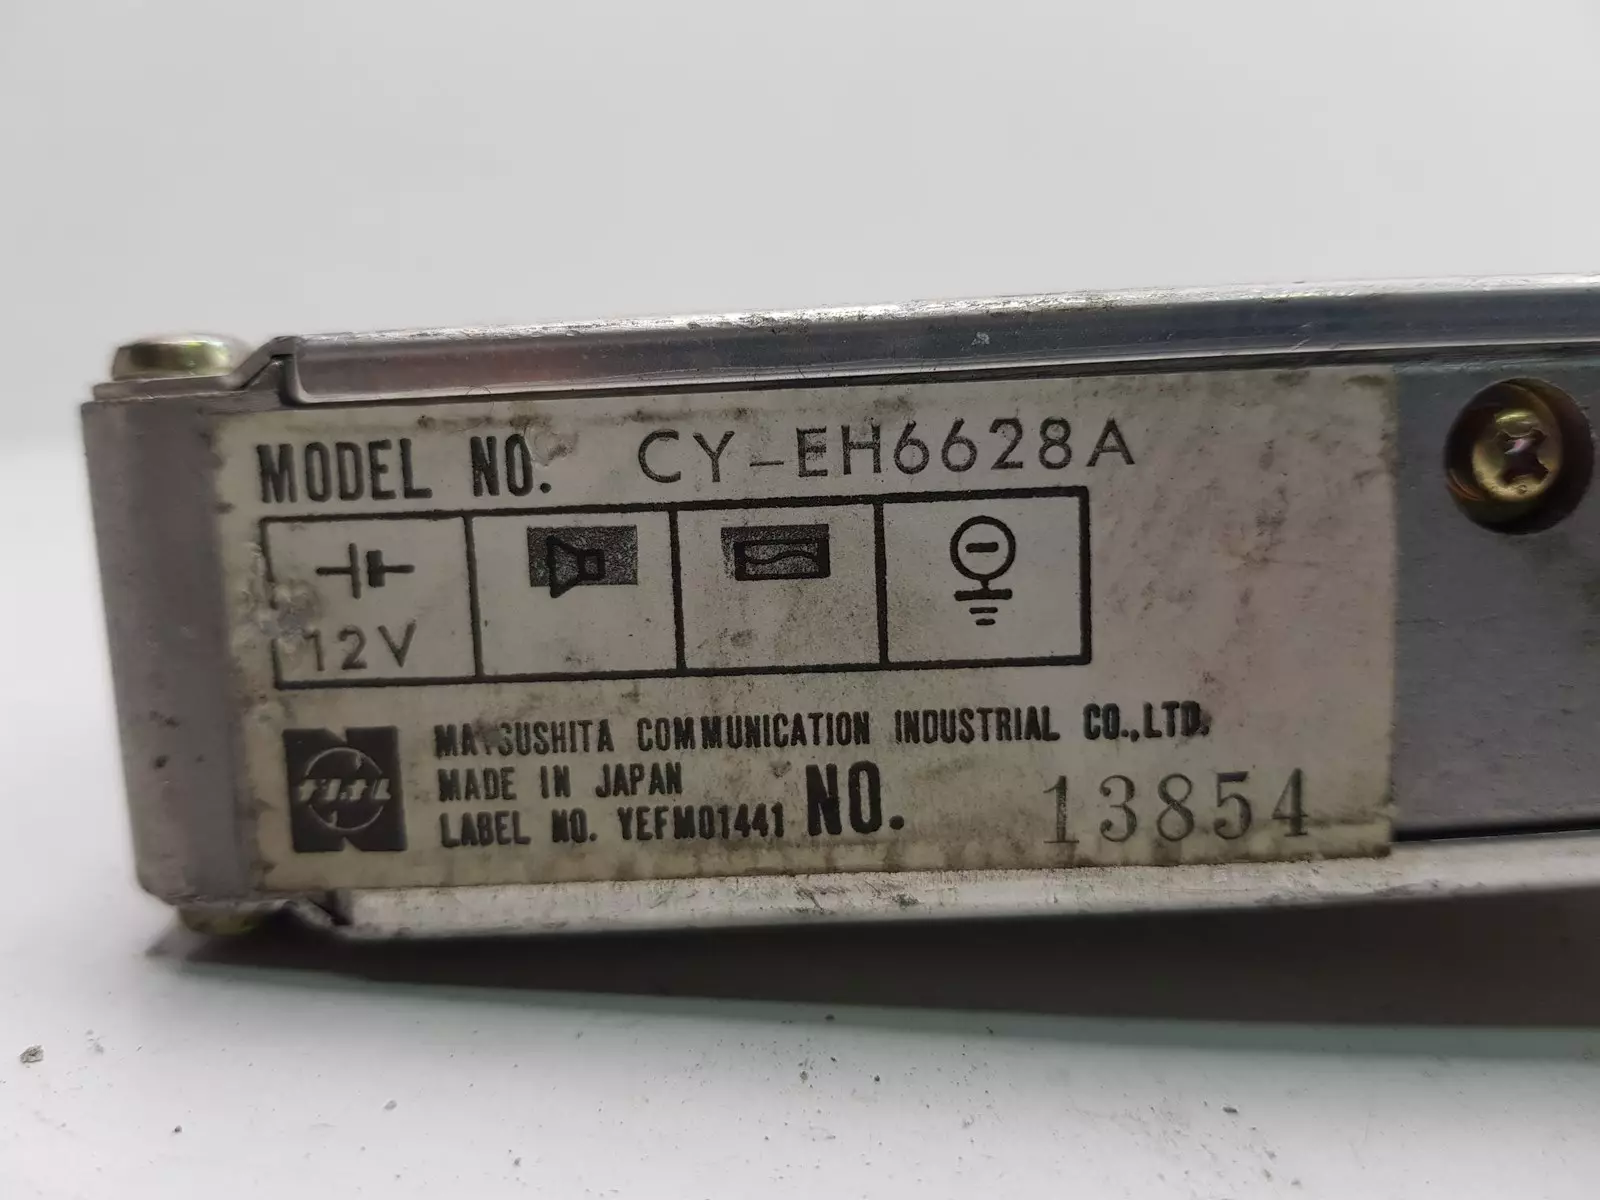 MODEL NO. CY-EH6628A
12V
MATSUSHITA COMMUNICATION INDUSTRIAL CO.,LTD.
MADE IN JAPAN
LABEL NO. YEFM01441 NO. 13854